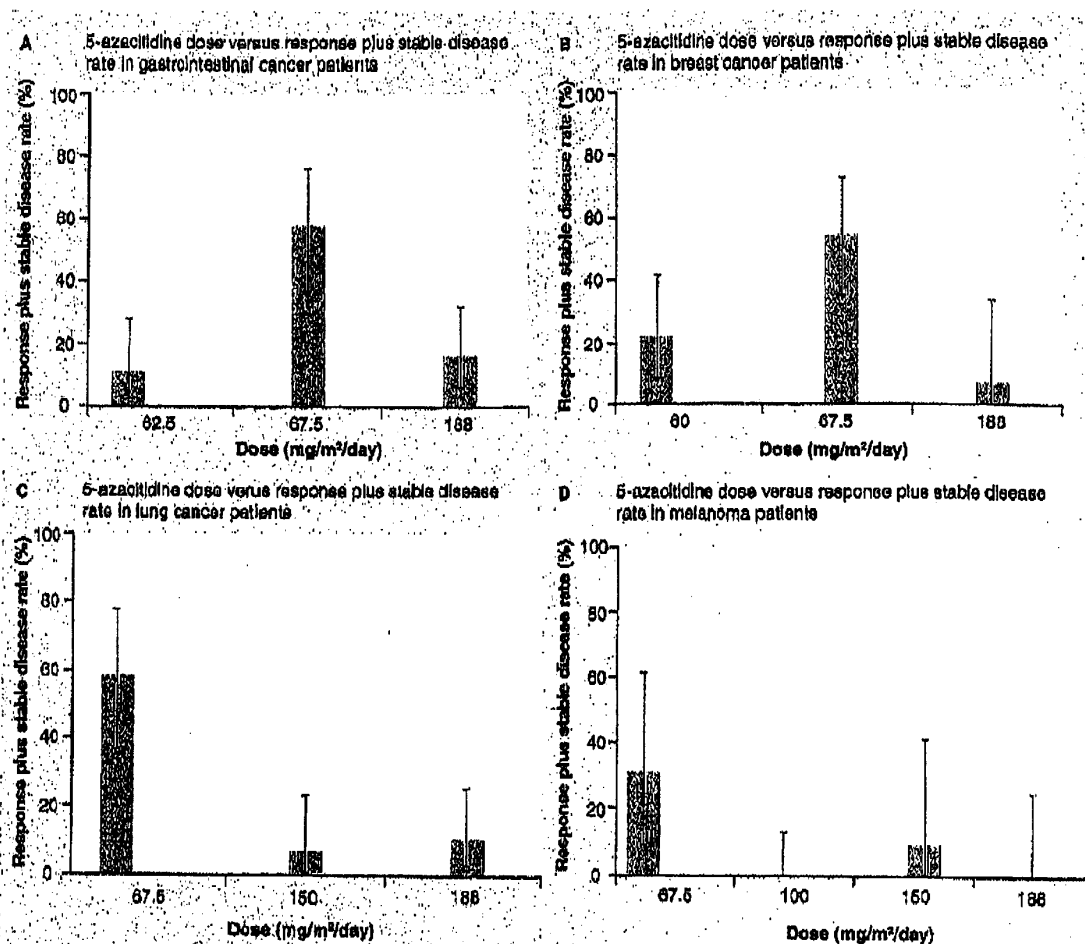 A 5-azacitidine dose versus response plus stable disease
rate in gastrointestinal cancer patients
Response plus stable disease rate (%)
100
80
60
40
20
0
62.5 67.5 188
Dose (mg/m²/day)
B 5-azacitidine dose versus response plus stable disease
rate in breast cancer patients
Response plus stable disease rate (%)
100
80
60
40
20
0
60 67.5 188
Dose (mg/m²/day)
C 5-azacitidine dose verus response plus stable disease
rate in lung cancer patients
Response plus stable disease rate (%)
100
80
60
40
20
0
67.5 150 188
Dose (mg/m²/day)
D 5-azacitidine dose versus response plus stable disease
rate in melanoma patients
Response plus stable disease rate (%)
100
80
60
40
20
0
67.5 100 150 188
Dose (mg/m²/day)